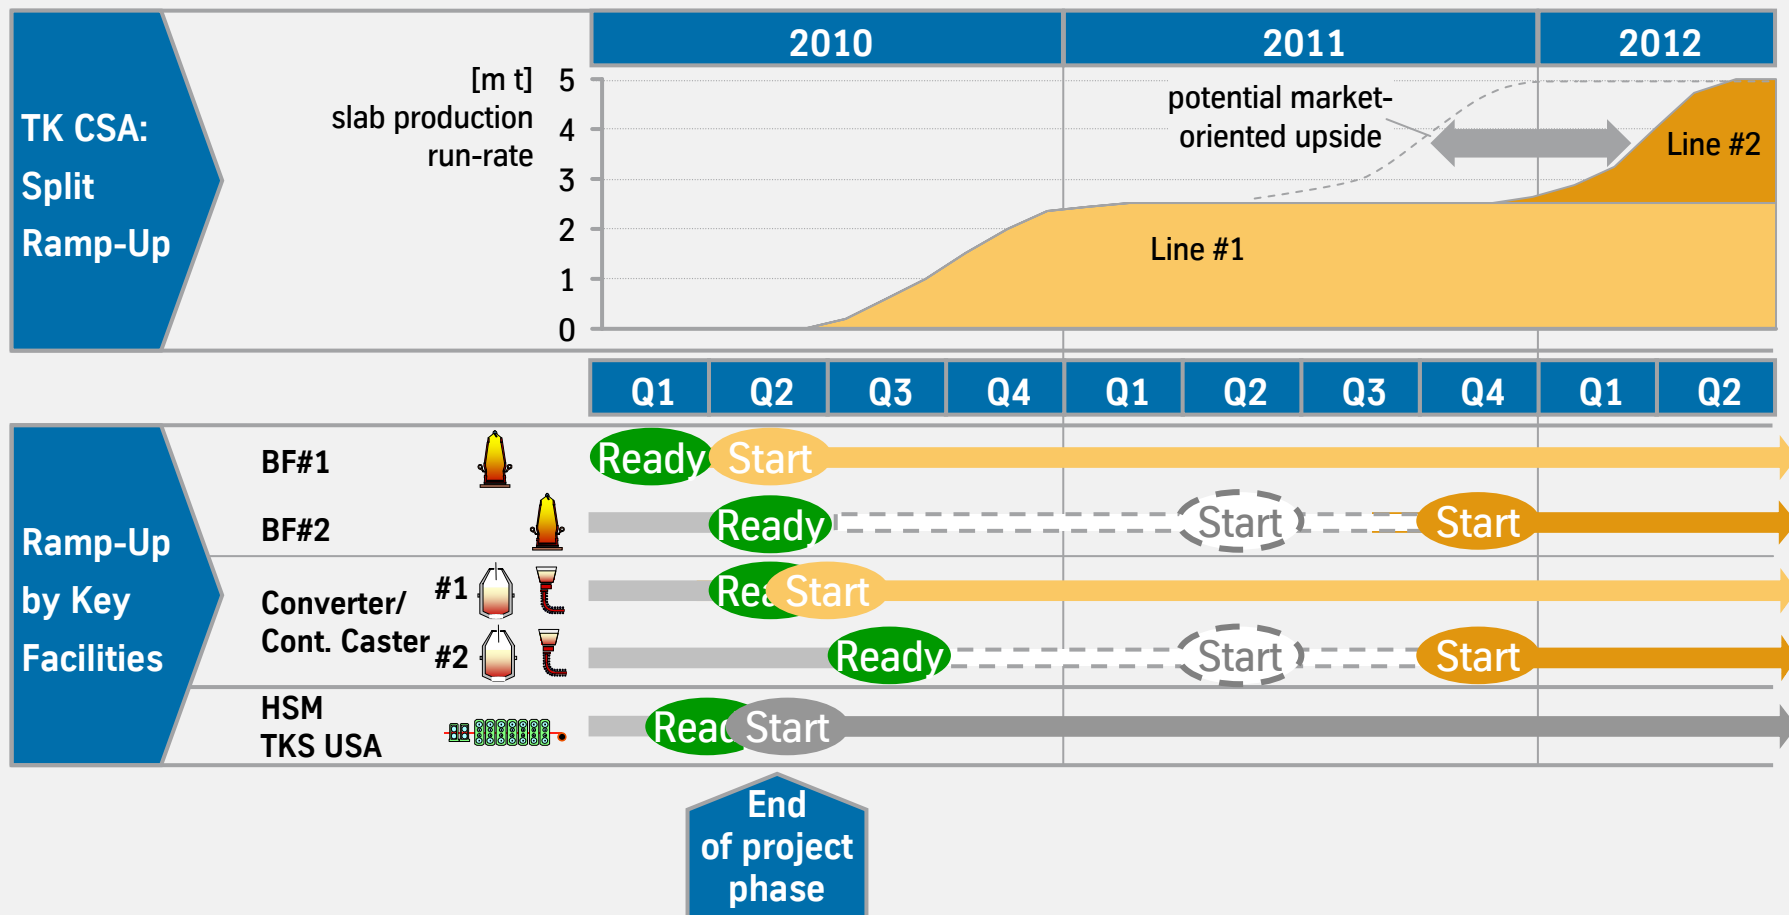 2010
2011
2012
TK CSA:
Split
Ramp-Up
[m t]
slab production
run-rate
5
4
3
2
1
0
potential market-
oriented upside
Line #2
Line #1
Q1
Q2
Q3
Q4
Q1
Q2
Q3
Q4
Q1
Q2
Ramp-Up
by Key
Facilities
BF#1
Ready
Start
BF#2
Ready
Start
Start
Converter/
Cont. Caster
#1
Rea
Start
#2
Ready
Start
Start
HSM
TKS USA
Read
Start
End
of project
phase